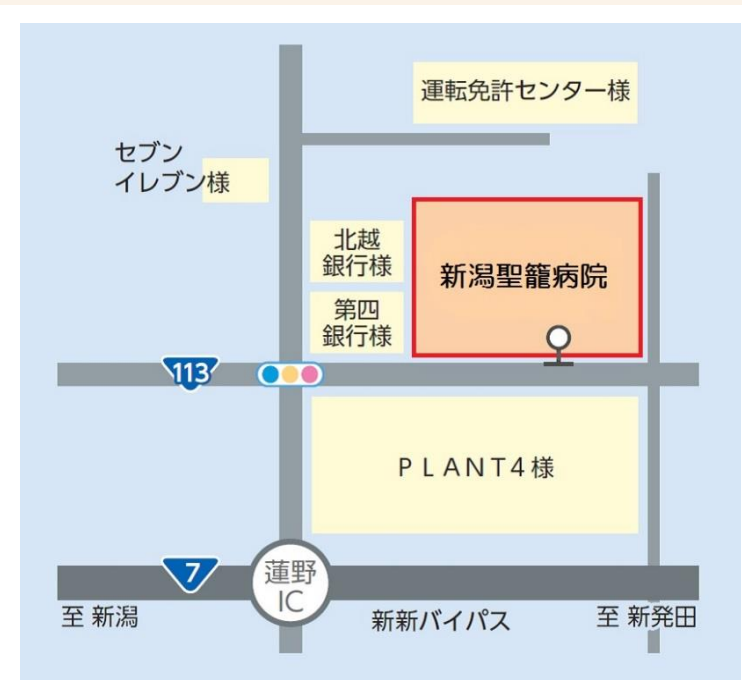 運転免許センター様
セブン
イレブン様
北越
銀行様
新潟聖籠病院
第四
銀行様
113
ＰＬＡＮＴ4様
7
蓮野
IC
至 新潟
新新バイパス
至 新発田